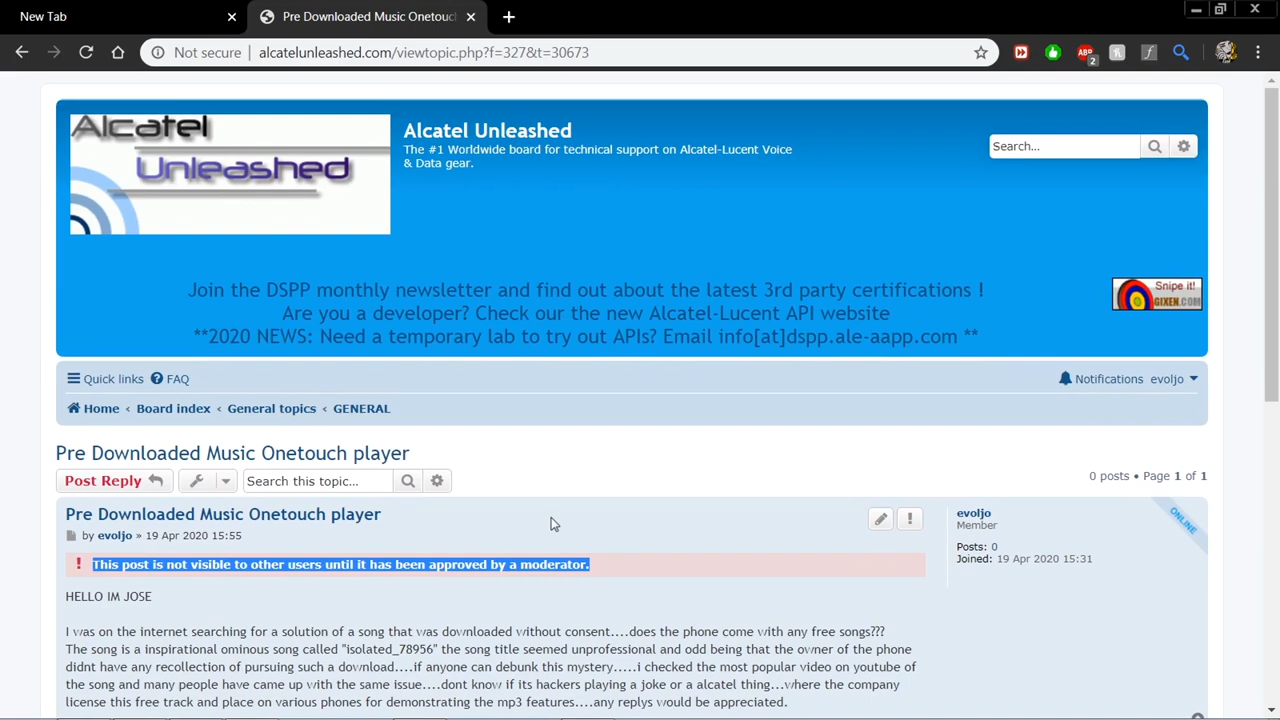 New Tab
Pre Downloaded Music Onetouch
Not secure
alcatelunleashed.com/viewtopic.php?f=327&t=30673
ABP
2
Alcatel
Unleashed
Alcatel Unleashed
The #1 Worldwide board for technical support on Alcatel-Lucent Voice
& Data gear.
Search...
Join the DSPP monthly newsletter and find out about the latest 3rd party certifications !
Are you a developer? Check our the new Alcatel-Lucent API website
**2020 NEWS: Need a temporary lab to try out APIs? Email info[at]dspp.ale-aapp.com **
Snipe it!
GIXEN.COM
Quick links
FAQ
Notifications
evoljo
Home ‹ Board index ‹ General topics ‹ GENERAL
Pre Downloaded Music Onetouch player
Post Reply
Search this topic...
0 posts • Page 1 of 1
Pre Downloaded Music Onetouch player
by evoljo » 19 Apr 2020 15:55
This post is not visible to other users until it has been approved by a moderator.
HELLO IM JOSE
I was on the internet searching for a solution of a song that was downloaded without consent....does the phone come with any free songs???
The song is a inspirational ominous song called "isolated_78956" the song title seemed unprofessional and odd being that the owner of the phone
didnt have any recollection of pursuing such a download....if anyone can debunk this mystery.....i checked the most popular video on youtube of
the song and many people have came up with the same issue....dont know if its hackers playing a joke or a alcatel thing...where the company
license this free track and place on various phones for demonstrating the mp3 features....any replys would be appreciated.
ONLINE
evoljo
Member
Posts: 0
Joined: 19 Apr 2020 15:31